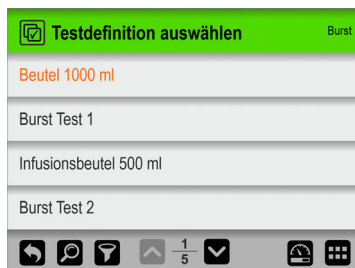 Testdefinition auswählen Burst
Beutel 1000 ml
Burst Test 1
Infusionsbeutel 500 ml
Burst Test 2
1
5